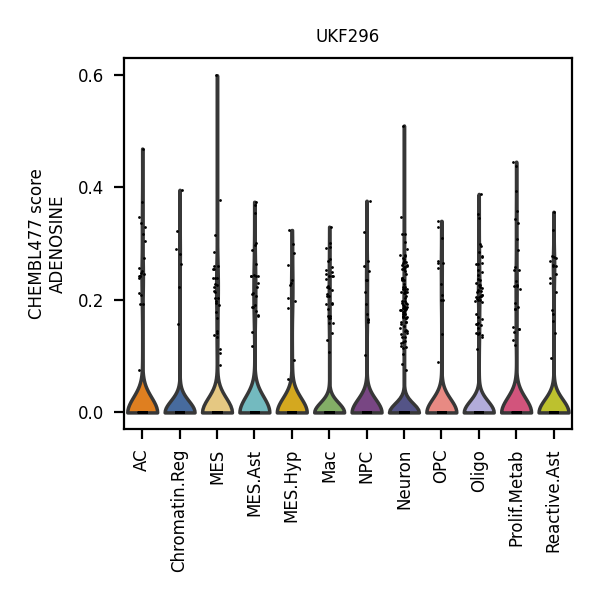 UKF296
CHEMBL477 score
ADENOSINE
0.6
0.4
0.2
0.0
AC
Chromatin.Reg
MES
MES.Ast
MES.Hyp
Mac
NPC
Neuron
OPC
Oligo
Prolif.Metab
Reactive.Ast